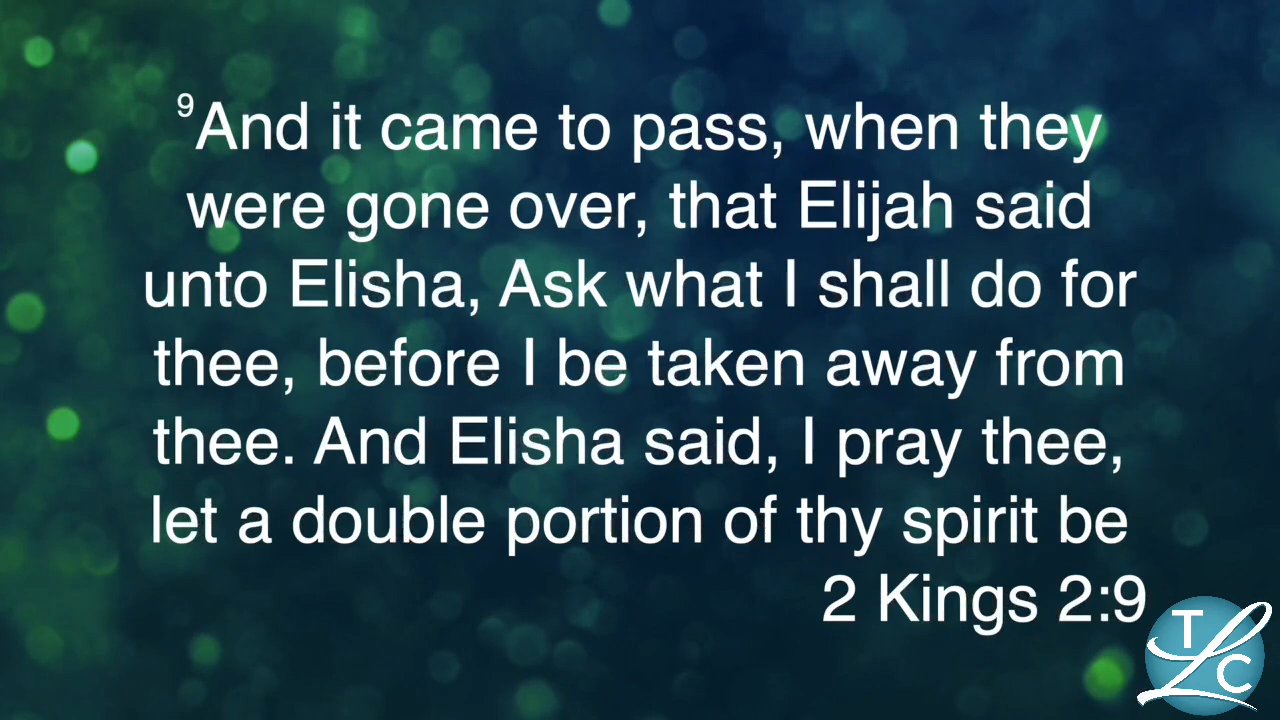 ⁹And it came to pass, when they
were gone over, that Elijah said
unto Elisha, Ask what I shall do for
thee, before I be taken away from
thee. And Elisha said, I pray thee,
let a double portion of thy spirit be
2 Kings 2:9
TLC